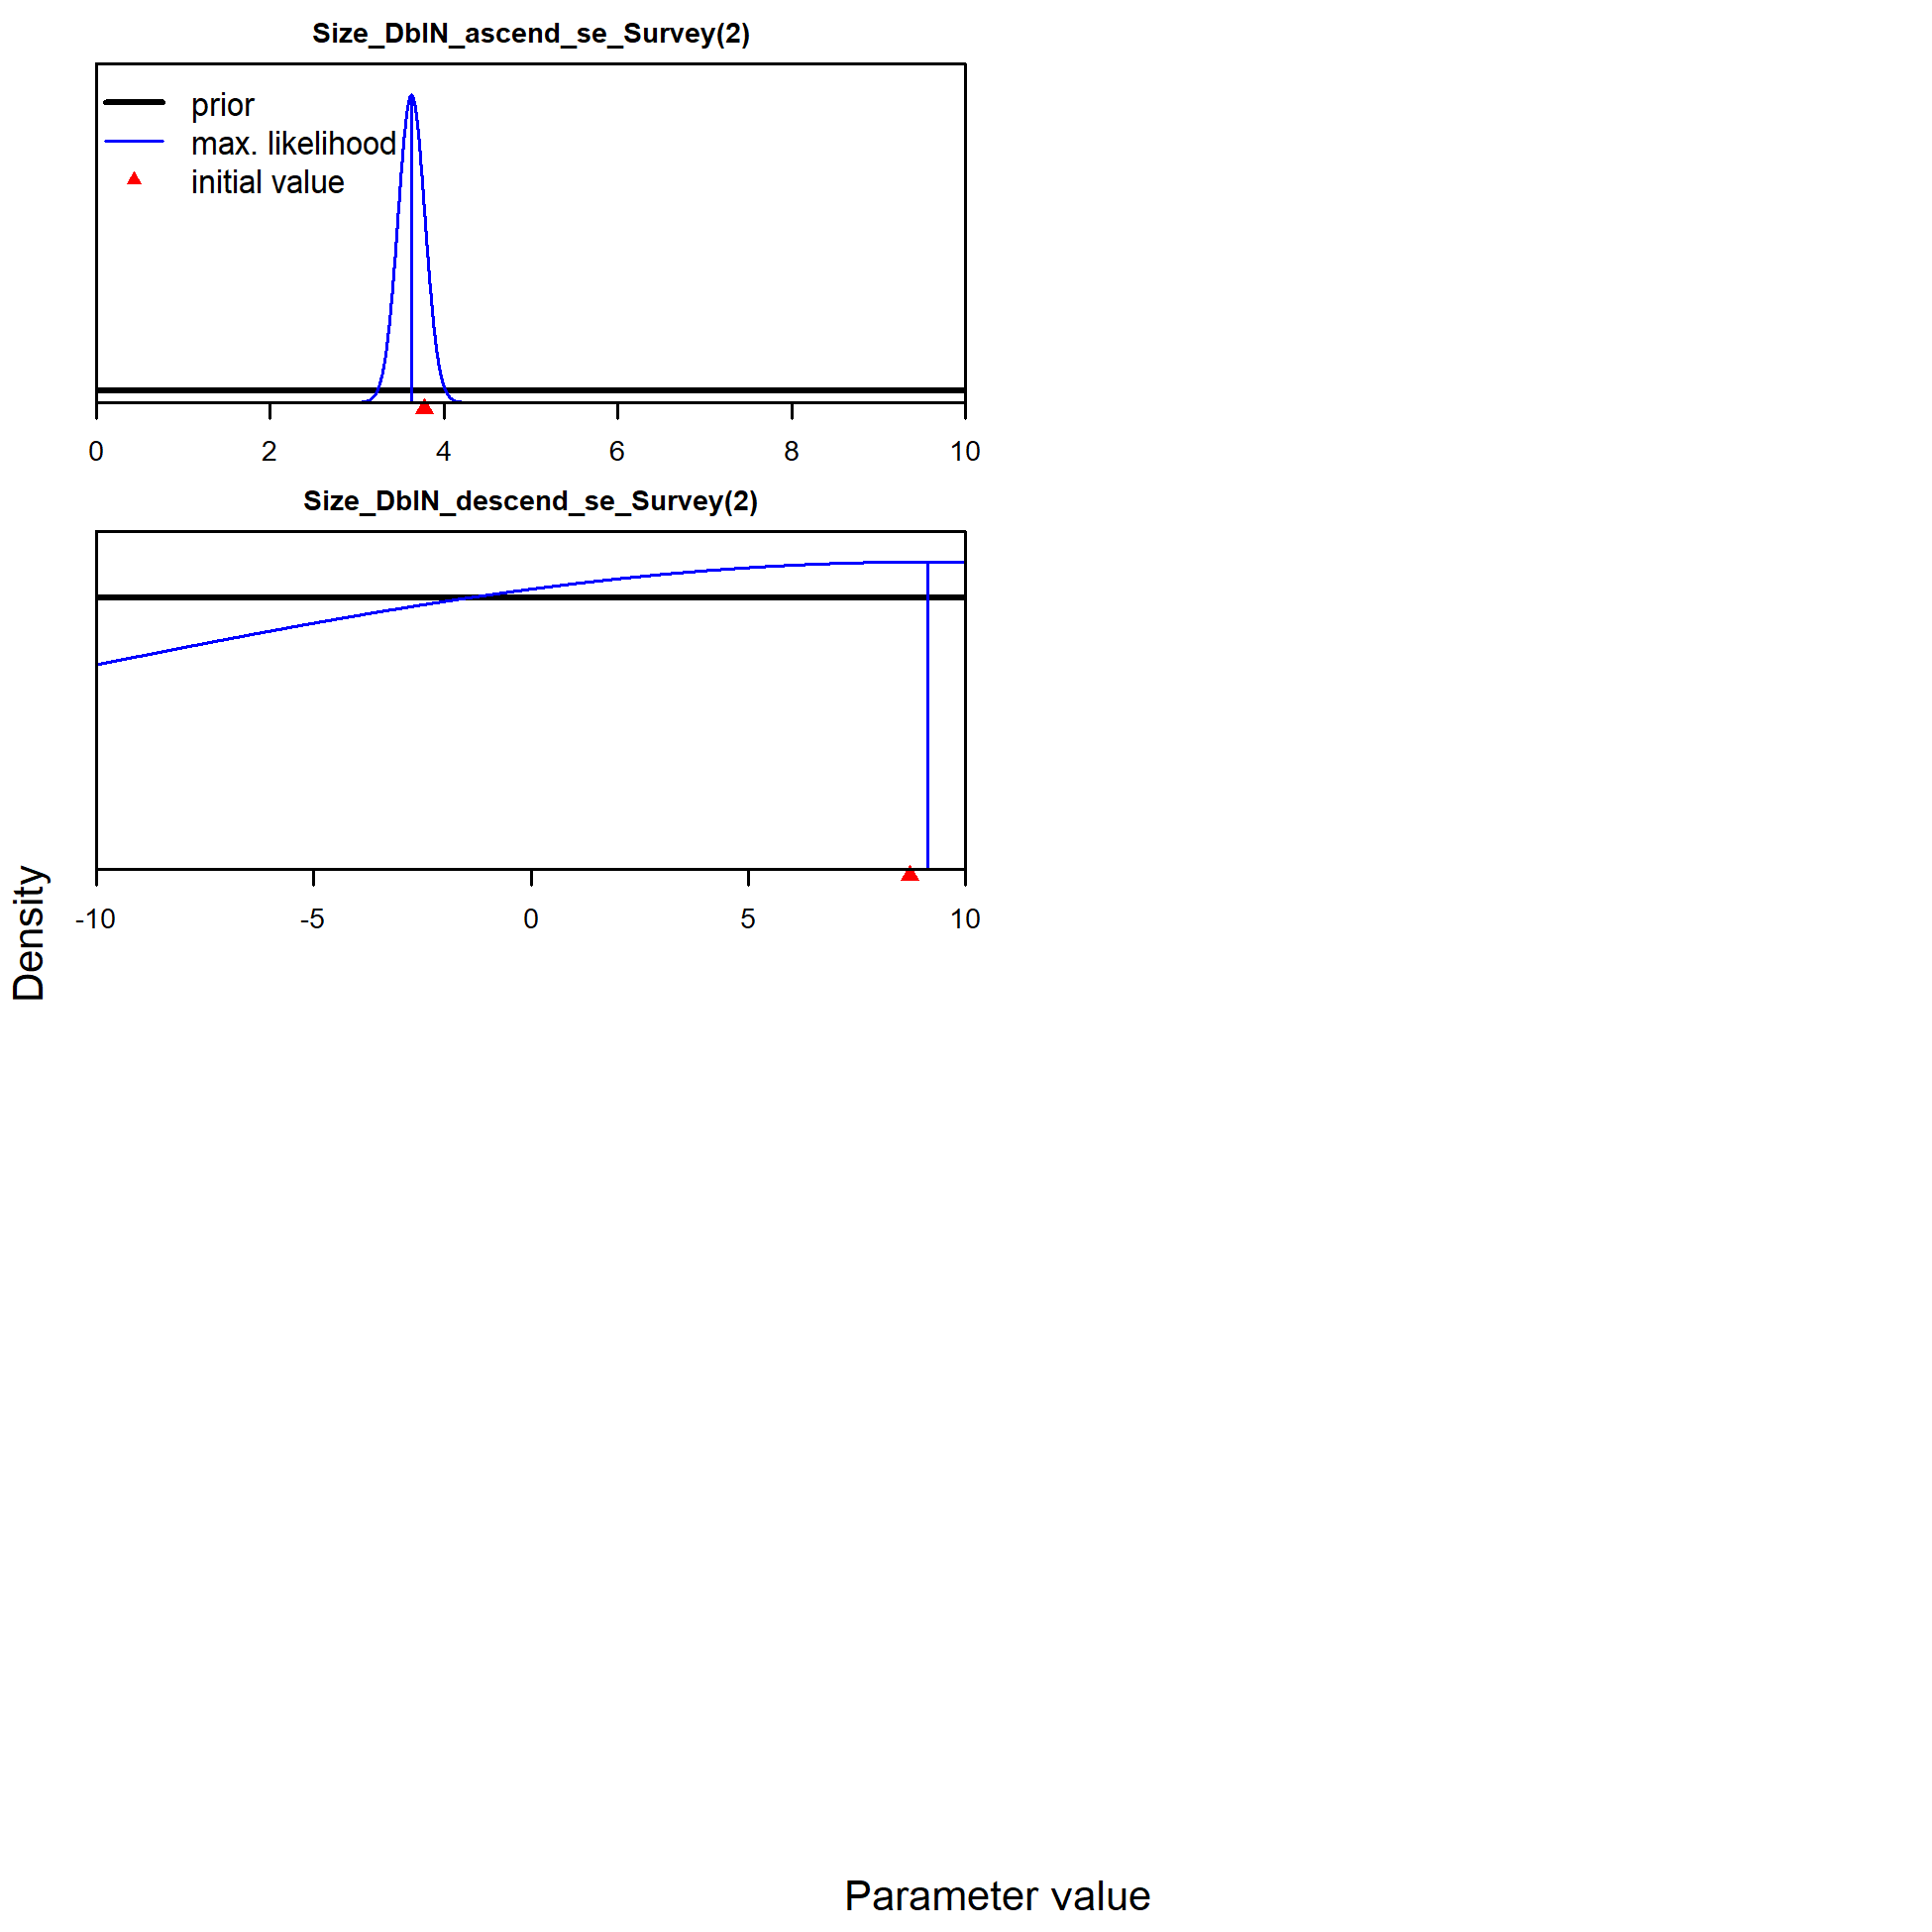 Size_DblN_ascend_se_Survey(2)
prior
max. likelihood
initial value
0 2 4 6 8 10
Size_DblN_descend_se_Survey(2)
-10 -5 0 5 10
Density
Parameter value